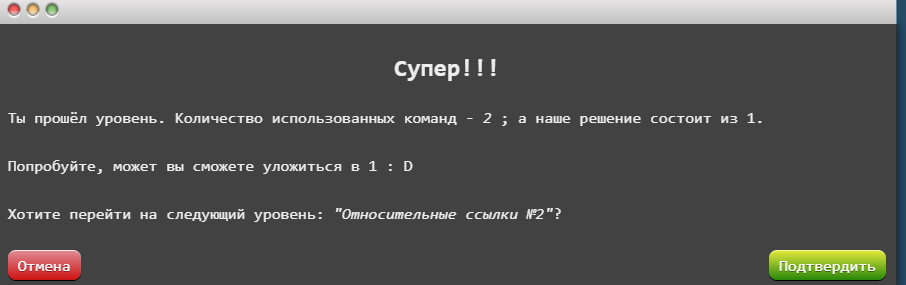 Супер!!!
Ты прошёл уровень. Количество использованных команд - 2 ; а наше решение состоит из 1.
Попробуйте, может вы сможете уложиться в 1 : D
Хотите перейти на следующий уровень: "Относительные ссылки №2"?
Отмена
Подтвердить